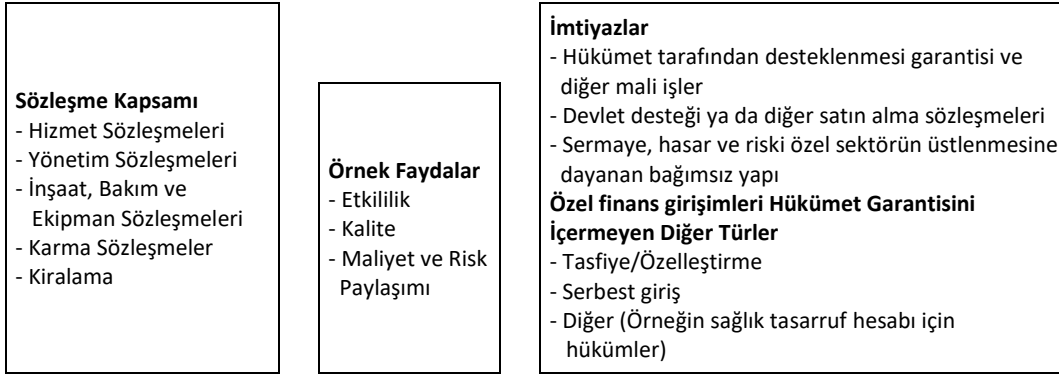 Sözleşme Kapsamı
- Hizmet Sözleşmeleri
- Yönetim Sözleşmeleri
- İnşaat, Bakım ve
Ekipman Sözleşmeleri
- Karma Sözleşmeler
- Kiralama
Örnek Faydalar
- Etkililik
- Kalite
- Maliyet ve Risk
Paylaşımı
İmtiyazlar
- Hükümet tarafından desteklenmesi garantisi ve
diğer mali işler
- Devlet desteği ya da diğer satın alma sözleşmeleri
- Sermaye, hasar ve riski özel sektörün üstlenmesine
dayanan bağımsız yapı
Özel finans girişimleri Hükümet Garantisini
İçermeyen Diğer Türler
- Tasfiye/Özelleştirme
- Serbest giriş
- Diğer (Örneğin sağlık tasarruf hesabı için
hükümler)